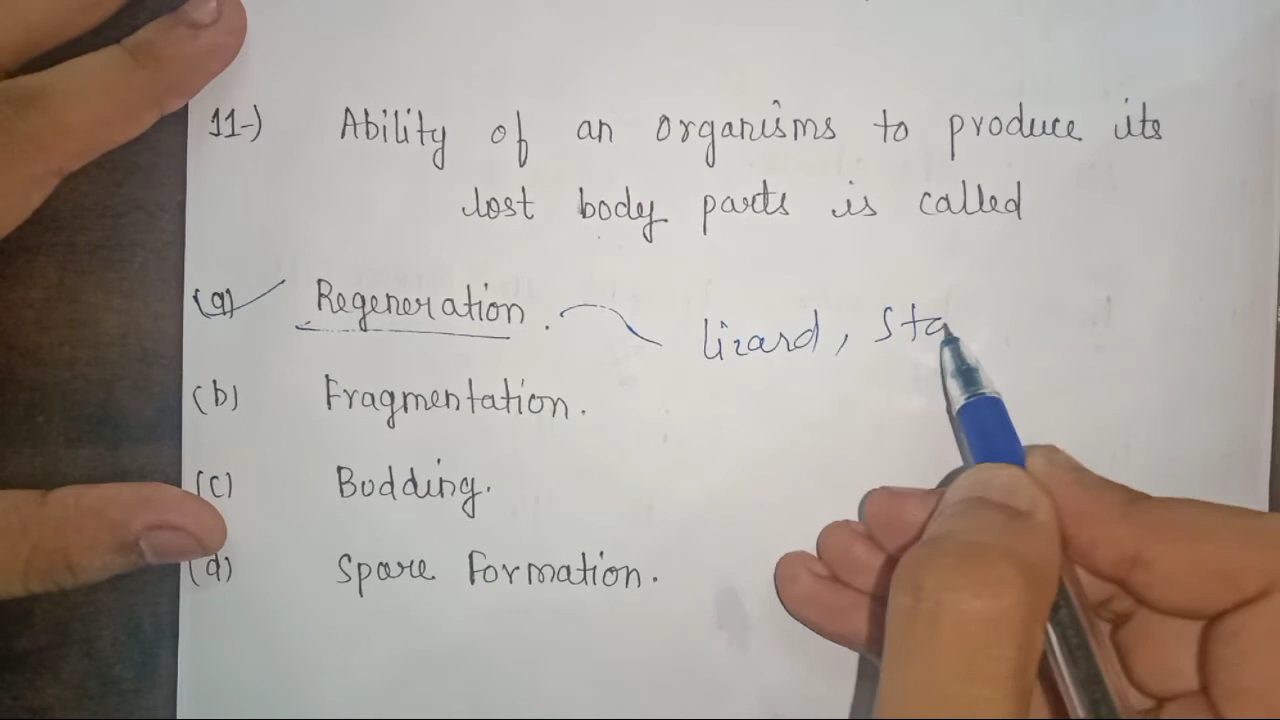 11-) Ability of an organisms to produce its
lost body parts is called
(a) Regeneration. lizard, Sta
(b) Fragmentation.
(c) Budding.
(d) Spore Formation.